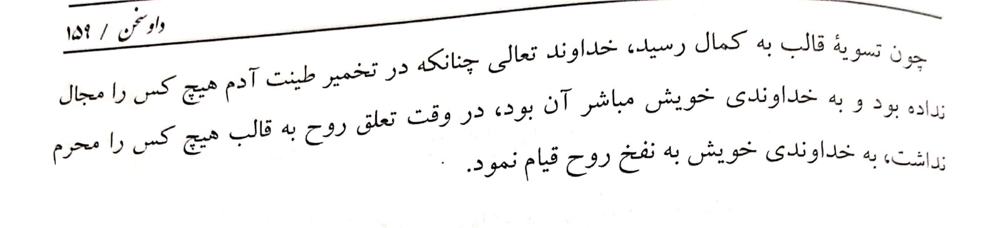 داو سخن / ۱۵۹
چون تسویهٔ قالب به کمال رسید، خداوند تعالی چنانکه در تخمیر طینت آدم هیچ کس را مجال
نداده بود و به خداوندی خویش مباشر آن بود، در وقت تعلق روح به قالب هیچ کس را محرم
نداشت، به خداوندی خویش به نفخ روح قیام نمود.